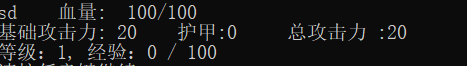 sd    血量:  100/100
基础攻击力: 20    护甲:0    总攻击力 :20
等级: 1, 经验: 0 / 100